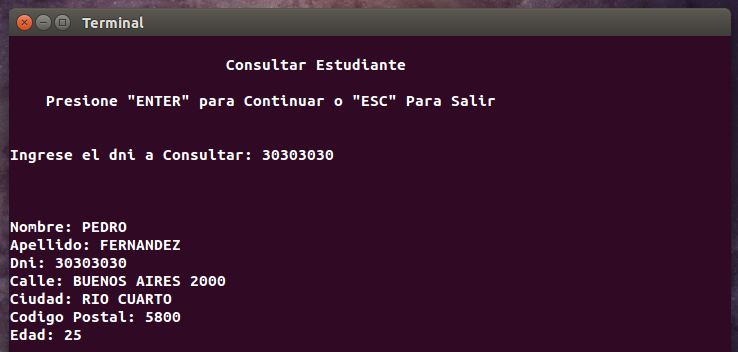 Terminal
Consultar Estudiante
Presione "ENTER" para Continuar o "ESC" Para Salir
Ingrese el dni a Consultar: 30303030
Nombre: PEDRO
Apellido: FERNANDEZ
Dni: 30303030
Calle: BUENOS AIRES 2000
Ciudad: RIO CUARTO
Codigo Postal: 5800
Edad: 25